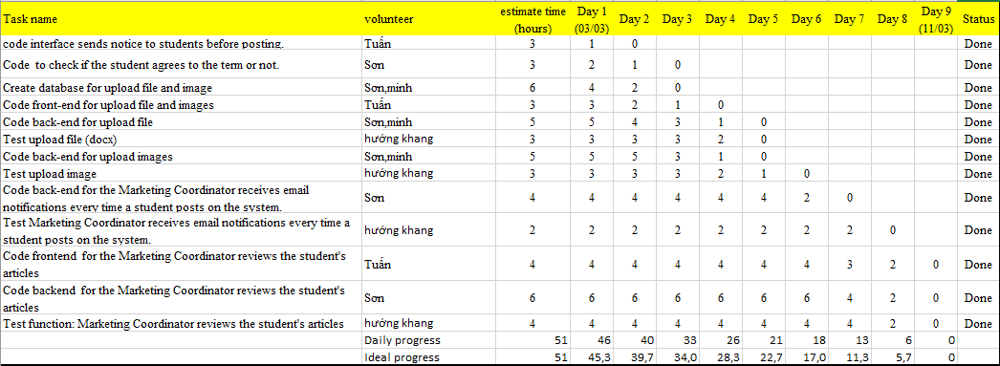 Task name volunteer estimate time (hours) Day 1 (03/03) Day 2 Day 3 Day 4 Day 5 Day 6 Day 7 Day 8 Day 9 (11/03) Status
code interface sends notice to students before posting. Tuấn 3 1 0 Done
Code to check if the student agrees to the term or not. Sơn 3 2 1 0 Done
Create database for upload file and image Sơn,minh 6 4 2 0 Done
Code front-end for upload file and images Tuấn 3 3 2 1 0 Done
Code back-end for upload file Sơn,minh 5 5 4 3 1 0 Done
Test upload file (docx) hướng khang 3 3 3 3 2 0 Done
Code back-end for upload images Sơn,minh 5 5 5 3 1 0 Done
Test upload image hướng khang 3 3 3 3 2 1 0 Done
Code back-end for the Marketing Coordinator receives email
notifications every time a student posts on the system. Sơn 4 4 4 4 4 4 2 0 Done
Test Marketing Coordinator receives email notifications every time a
student posts on the system. hướng khang 2 2 2 2 2 2 2 2 0 Done
Code frontend for the Marketing Coordinator reviews the student's
articles Tuấn 4 4 4 4 4 4 4 3 2 0 Done
Code backend for the Marketing Coordinator reviews the student's
articles Sơn 6 6 6 6 6 6 6 4 2 0 Done
Test function: Marketing Coordinator reviews the student's articles hướng khang 4 4 4 4 4 4 4 4 2 0 Done
Daily progress 51 46 40 33 26 21 18 13 6 0
Ideal progress 51 45,3 39,7 34,0 28,3 22,7 17,0 11,3 5,7 0